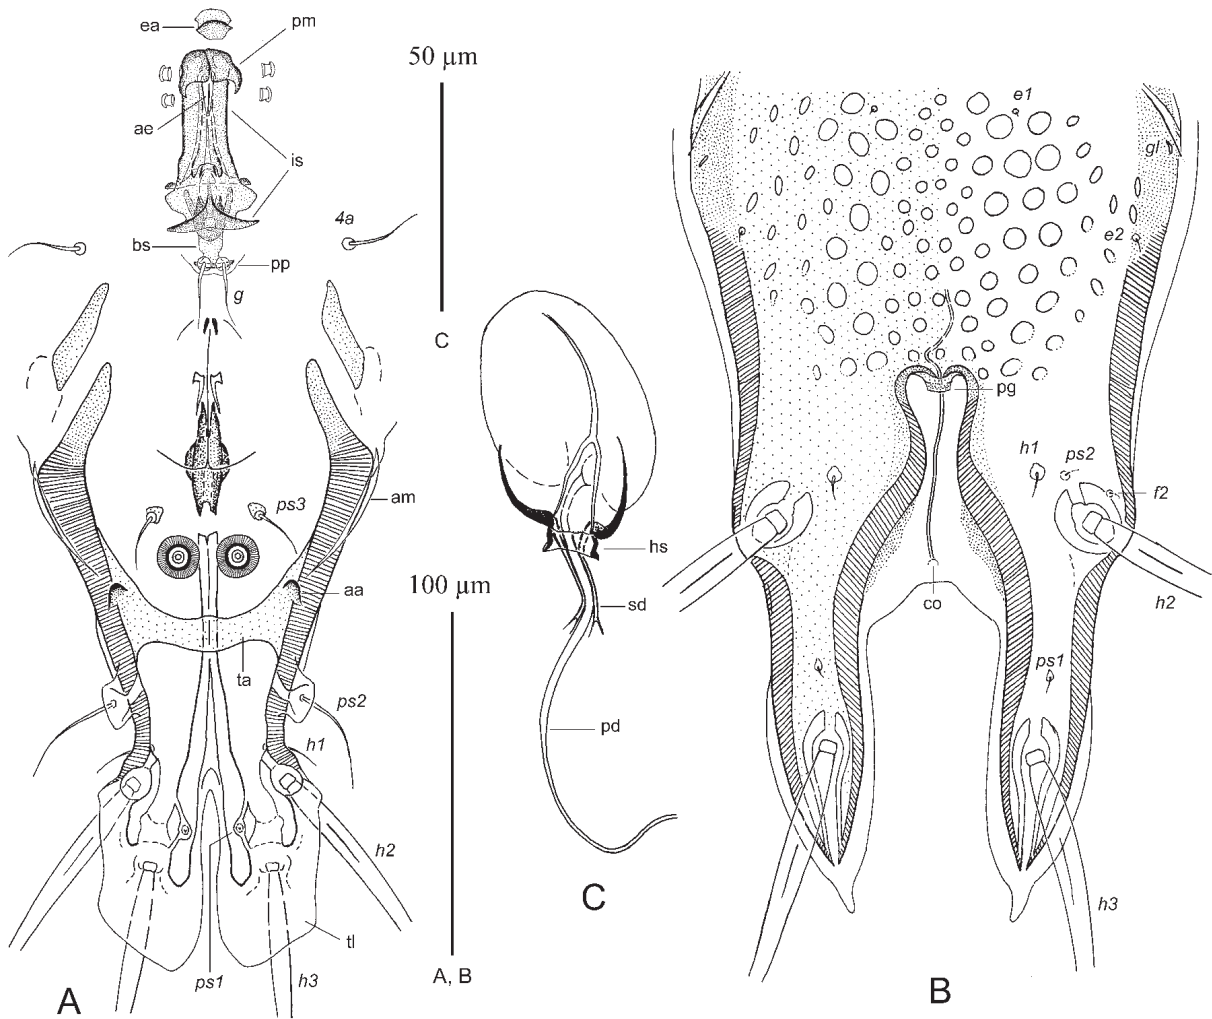 ea
pm
ae
is
4a
bs
pp
g
ps3
am
aa
ta
ps2
h1
h2
tl
ps1
h3
A
50 µm
C
100 µm
A, B
hs
sd
pd
C
e1
gl
e2
pg
h1
ps2
f2
co
h2
ps1
h3
B